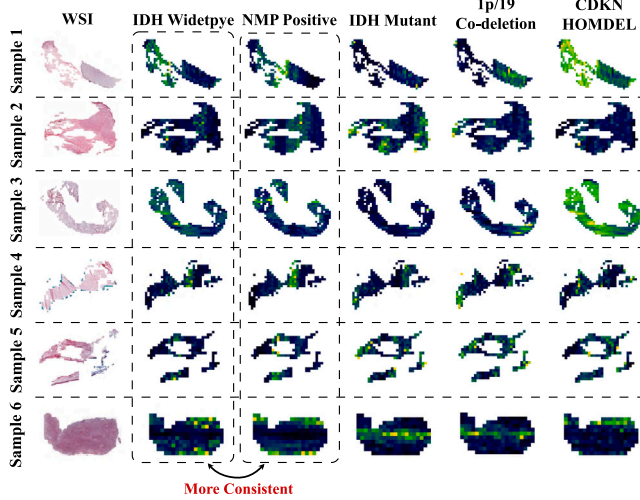 WSI
IDH Widetpye
NMP Positive
IDH Mutant
1p/19
Co-deletion
CDKN
HOMDEL
Sample 1
Sample 2
Sample 3
Sample 4
Sample 5
Sample 6
More Consistent